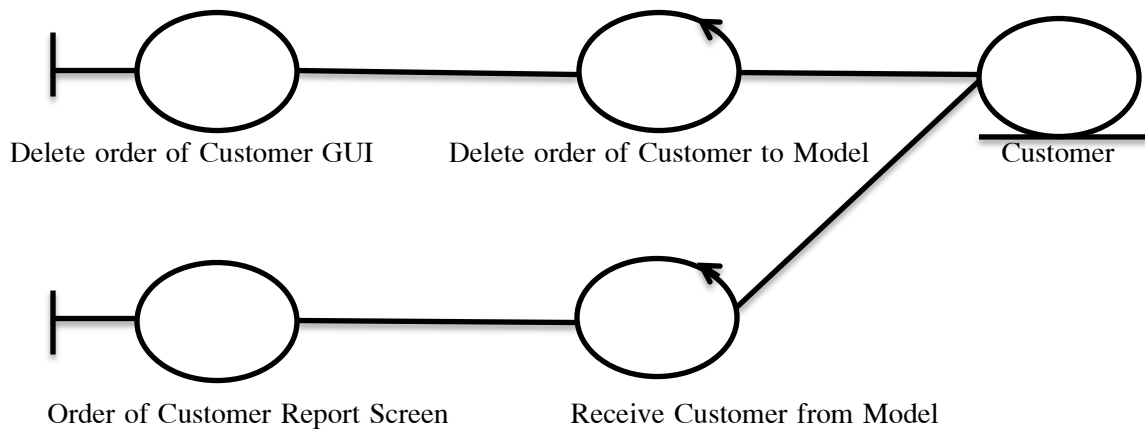 Delete order of Customer GUI
Delete order of Customer to Model
Customer
Order of Customer Report Screen
Receive Customer from Model